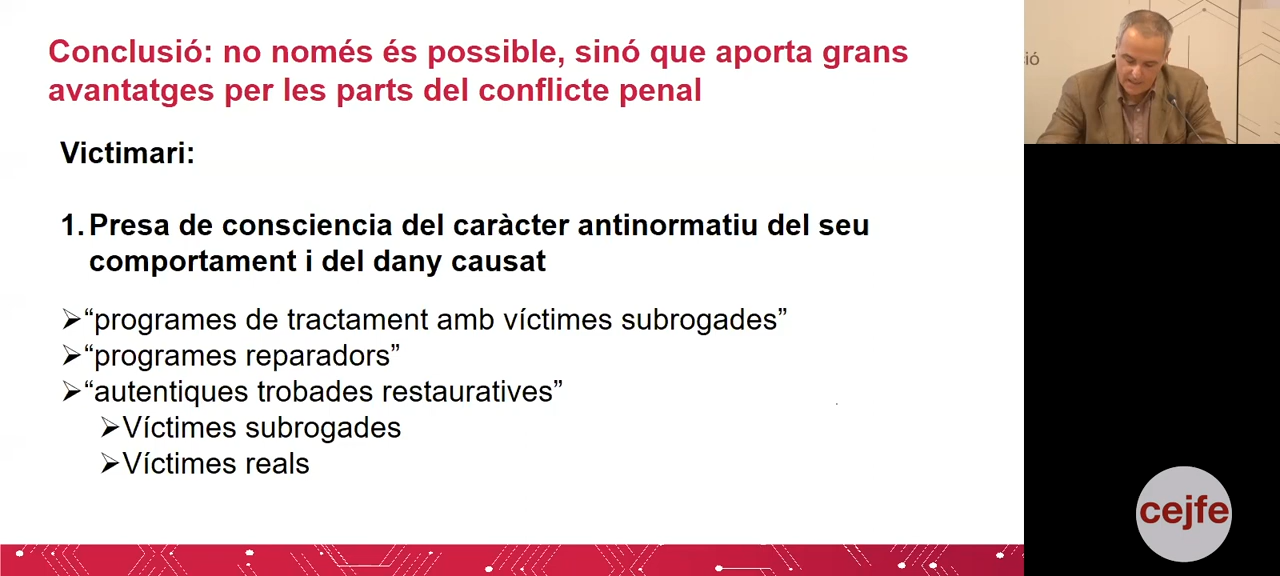 Conclusió: no només és possible, sinó que aporta grans
avantatges per les parts del conflicte penal
Victimari:
1. Presa de consciencia del caràcter antinormatiu del seu
comportament i del dany causat
➢“programes de tractament amb víctimes subrogades”
➢“programes reparadors”
➢“autentiques trobades restauratives”
➢Víctimes subrogades
➢Víctimes reals
sió
cejfe